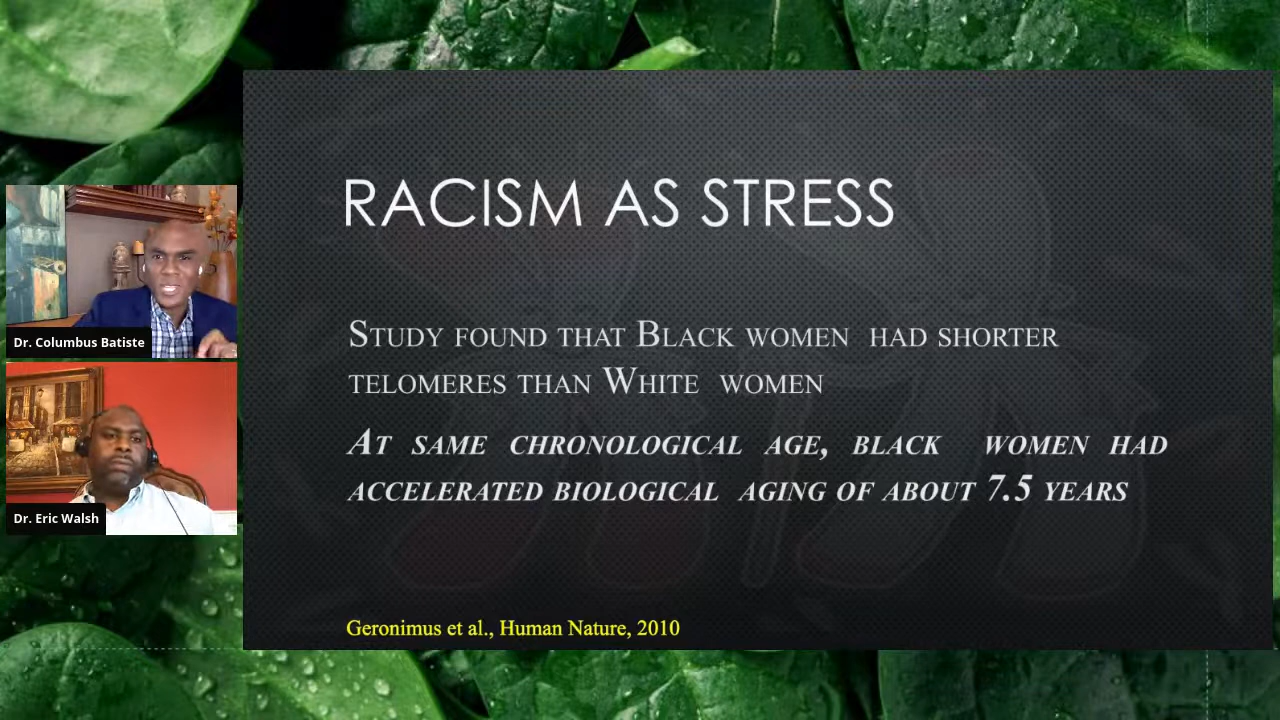 RACISM AS STRESS
Study found that Black women had shorter
telomeres than White women
At same chronological age, black women had
accelerated biological aging of about 7.5 years
Geronimus et al., Human Nature, 2010
Dr. Columbus Batiste
Dr. Eric Walsh